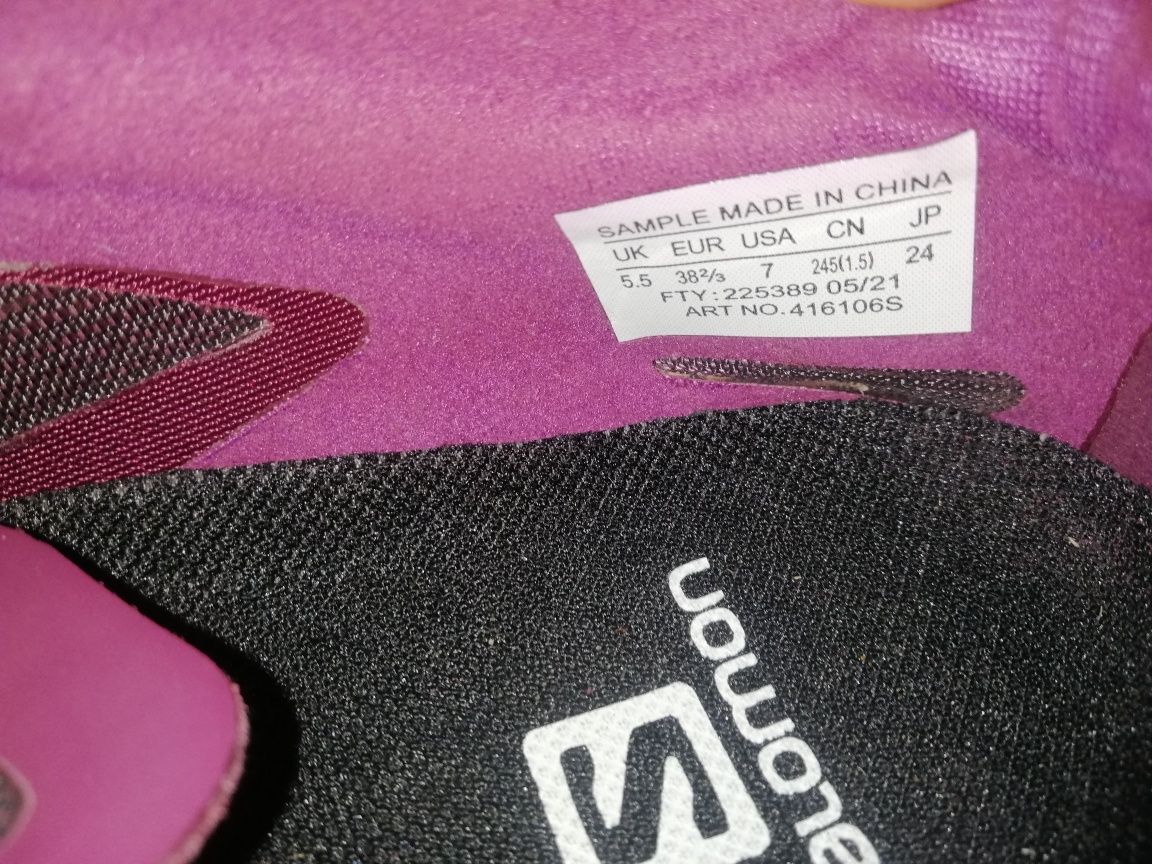 SAMPLE MADE IN CHINA
UK EUR USA CN JP
5.5 38⅔ 7 245(1.5) 24
FTY:225389 05/21
ART NO.416106S
salomon
S